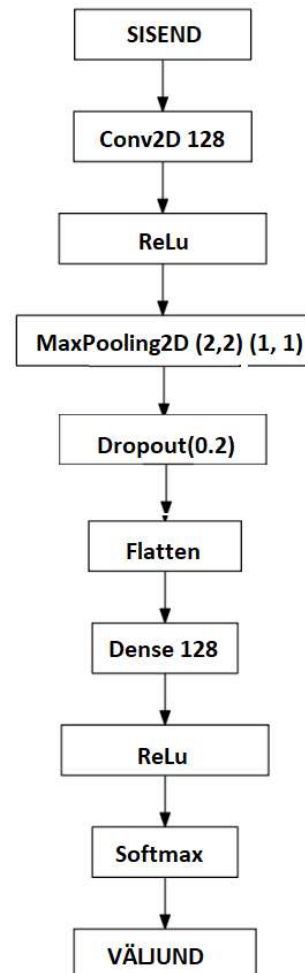 SISEND
Conv2D 128
ReLu
MaxPooling2D (2,2) (1, 1)
Dropout(0.2)
Flatten
Dense 128
ReLu
Softmax
VÄLJUND